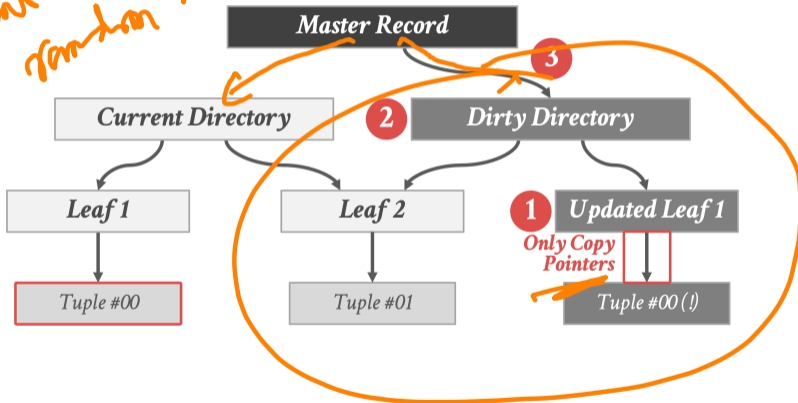 Master Record
random
3
Current Directory
2
Dirty Directory
Leaf 1
Leaf 2
1
Updated Leaf 1
Only Copy
Pointers
Tuple #00
Tuple #01
Tuple #00 (!)